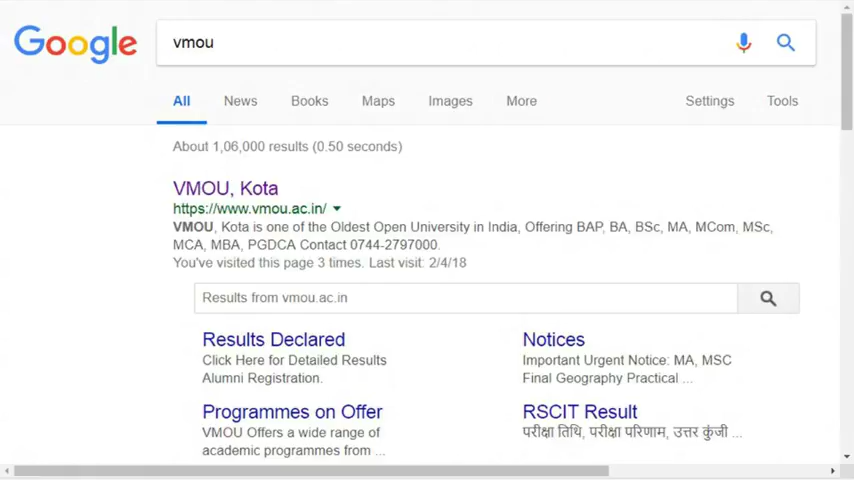 Google
vmou
All News Books Maps Images More Settings Tools
About 1,06,000 results (0.50 seconds)
VMOU, Kota
https://www.vmou.ac.in/
VMOU, Kota is one of the Oldest Open University in India, Offering BAP, BA, BSc, MA, MCom, MSc,
MCA, MBA, PGDCA Contact 0744-2797000.
You've visited this page 3 times. Last visit: 2/4/18
Results from vmou.ac.in
Results Declared
Click Here for Detailed Results
Alumni Registration.
Notices
Important Urgent Notice: MA, MSC
Final Geography Practical ...
Programmes on Offer
VMOU Offers a wide range of
academic programmes from ...
RSCIT Result
परीक्षा तिथि, परीक्षा परिणाम, उत्तर कुंजी ...